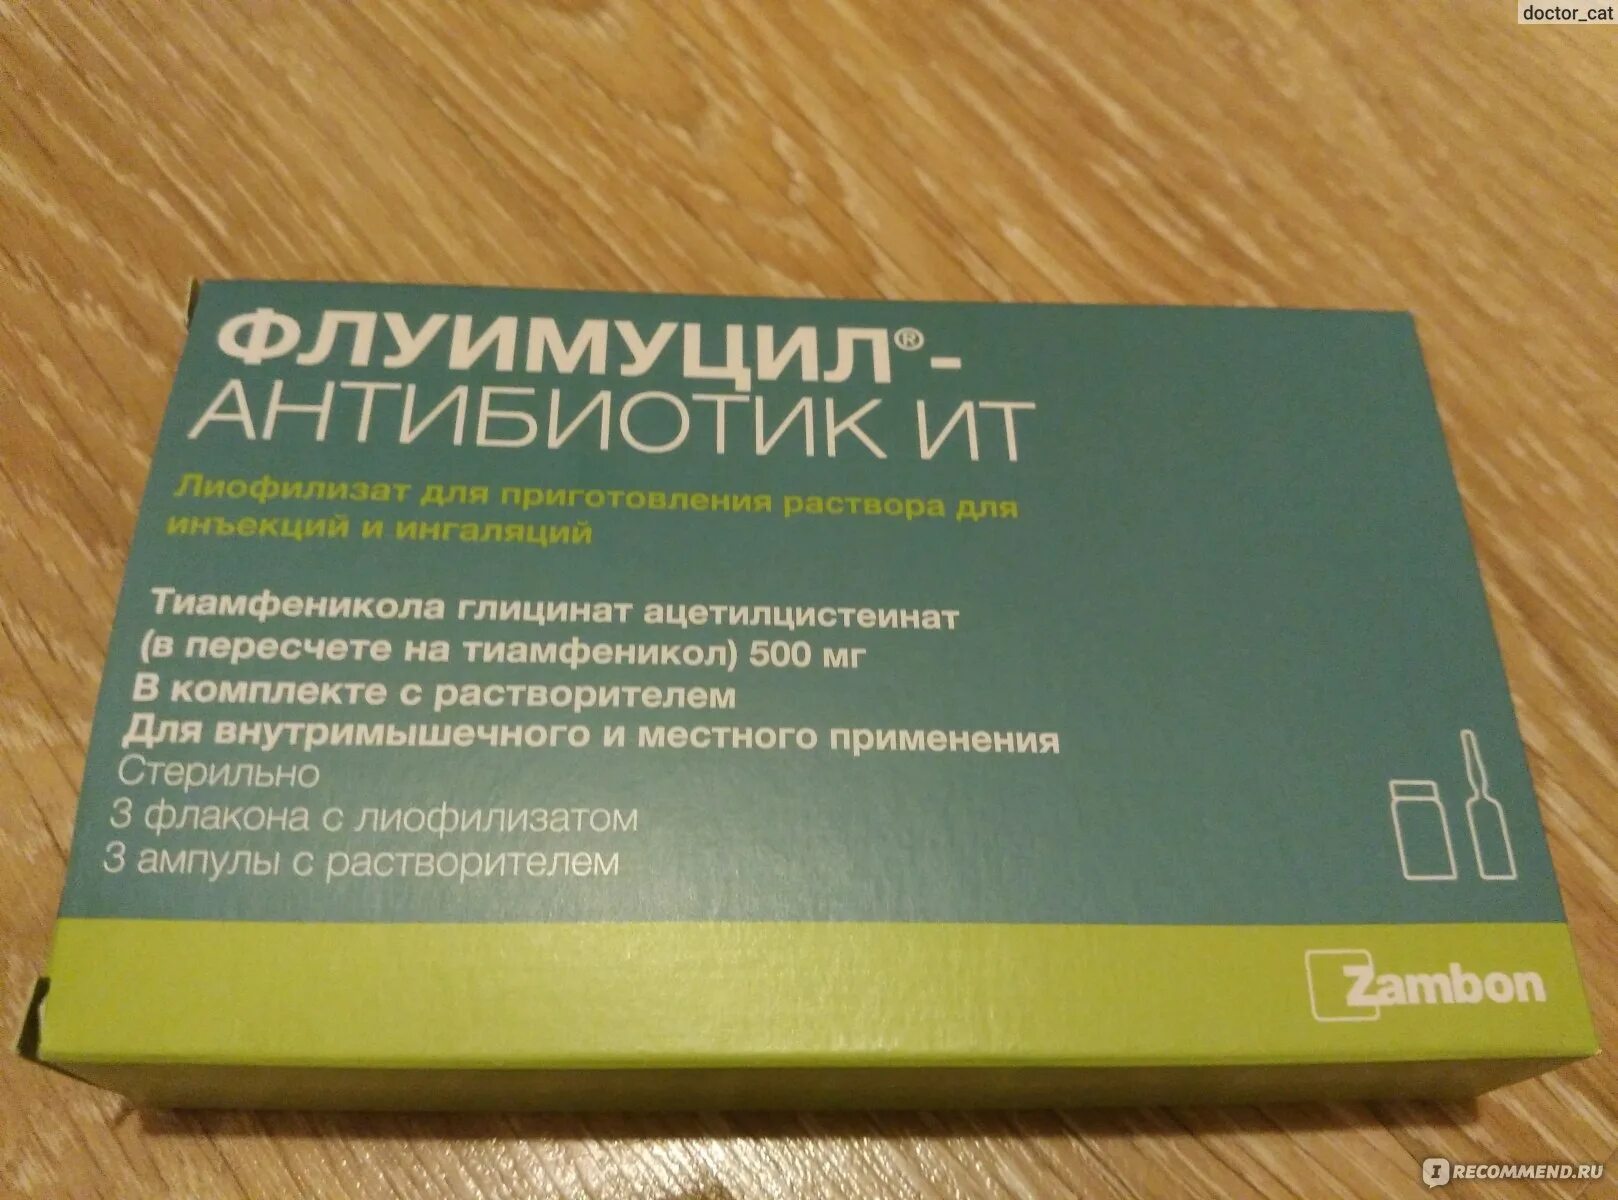 doctor_cat
ФЛУИМУЦИЛ®-
АНТИБИОТИК ИТ
Лиофилизат для приготовления раствора для
инъекций и ингаляций
Тиамфеникола глицинат ацетилцистеинат
(в пересчете на тиамфеникол) 500 мг
В комплекте с растворителем
Для внутримышечного и местного применения
Стерильно
3 флакона с лиофилизатом
3 ампулы с растворителем
Zambon
I RECOMMEND.RU